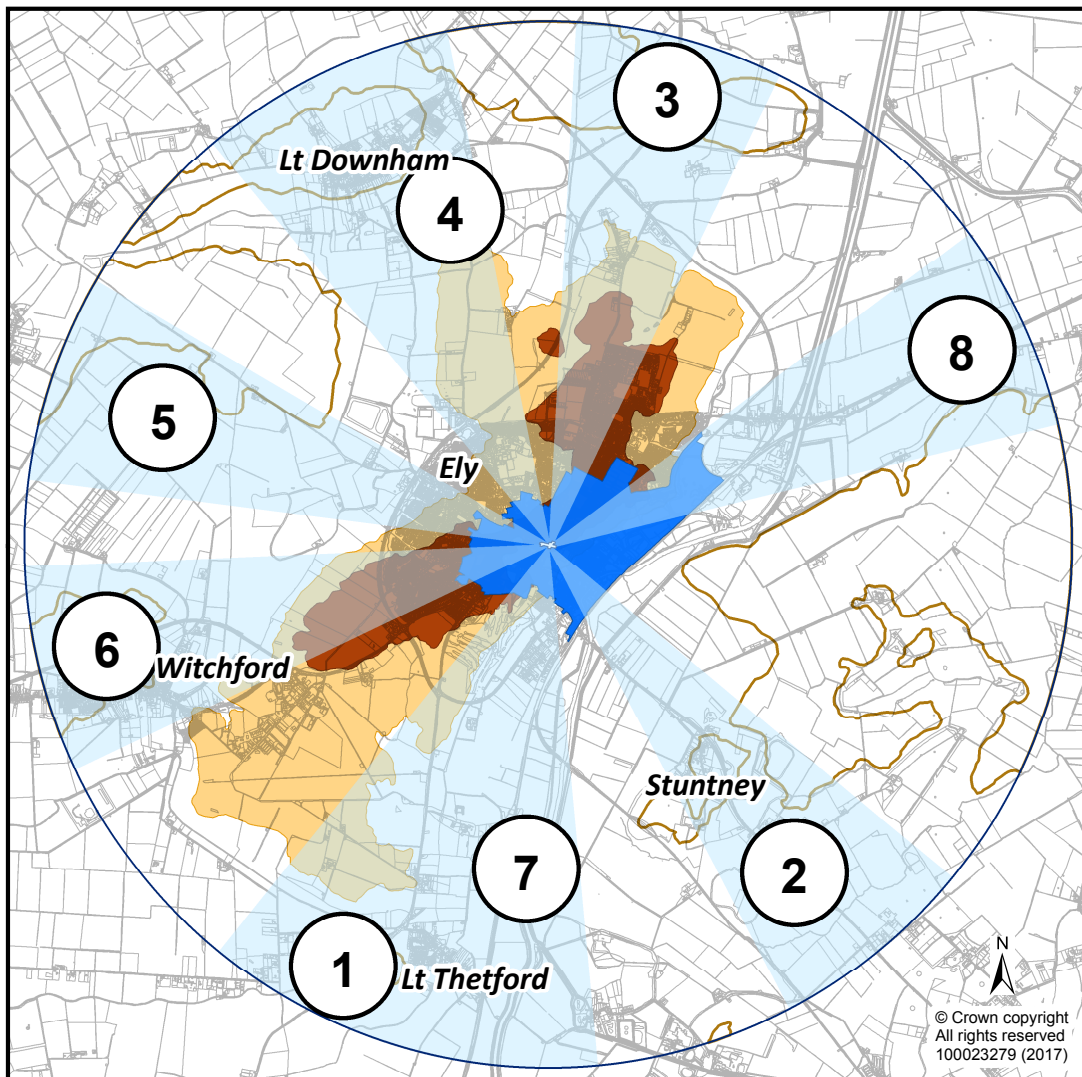 3
Lt Downham
4
8
5
Ely
6
Witchford
Stuntney
7
2
1
Lt Thetford
N
© Crown copyright
All rights reserved
100023279 (2017)